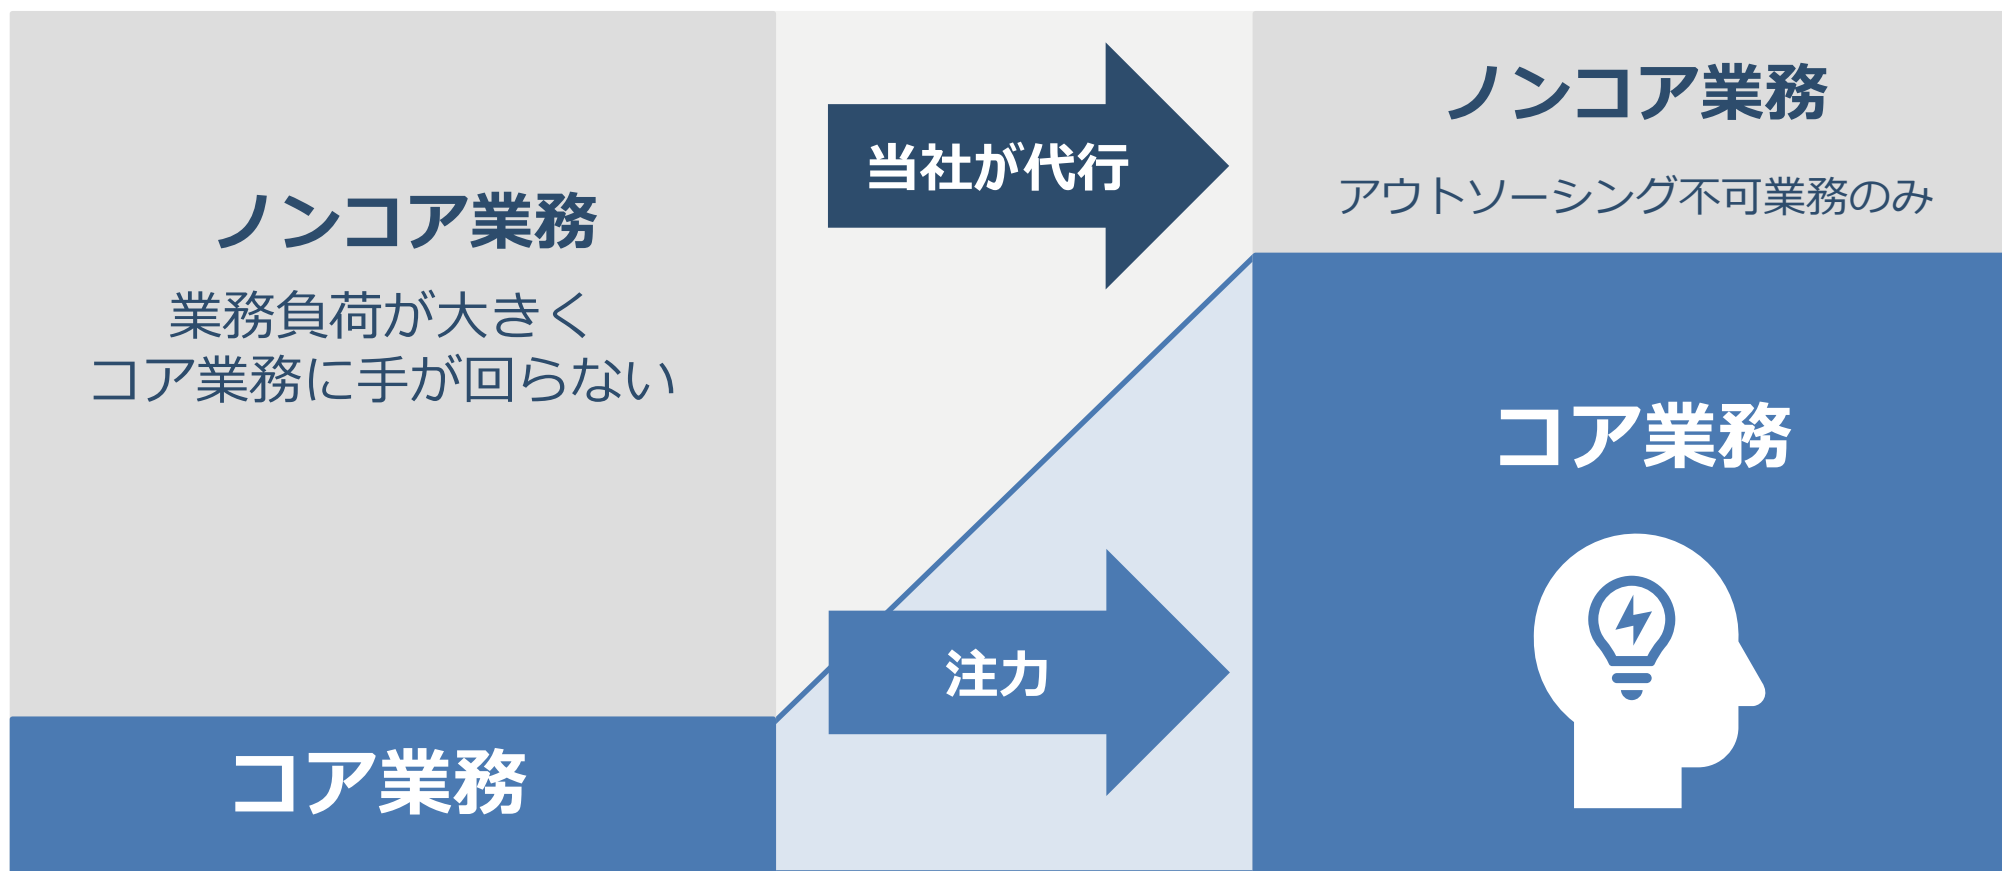 ノンコア業務
業務負荷が大きく
コア業務に手が回らない
コア業務
当社が代行
注力
ノンコア業務
アウトソーシング不可業務のみ
コア業務